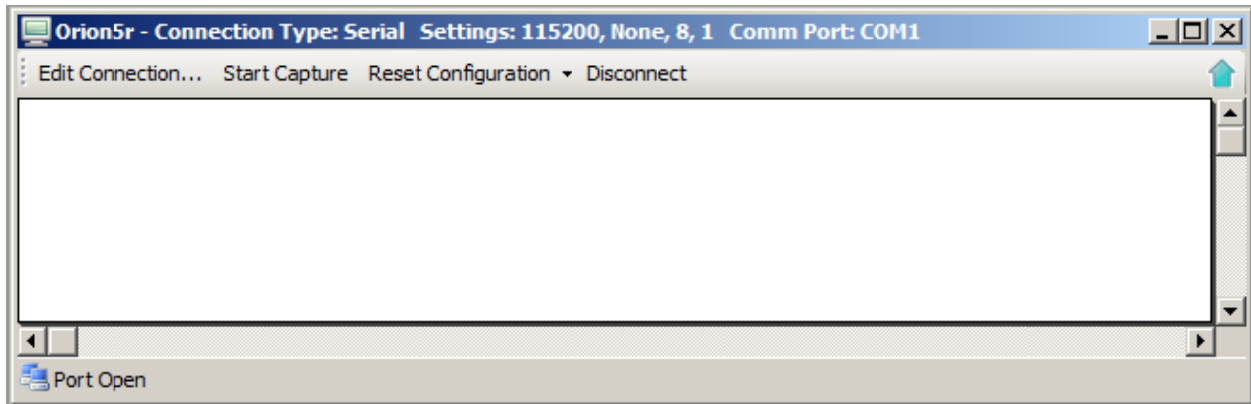 Orion5r - Connection Type: Serial Settings: 115200, None, 8, 1 Comm Port: COM1
Edit Connection... Start Capture Reset Configuration Disconnect
Port Open